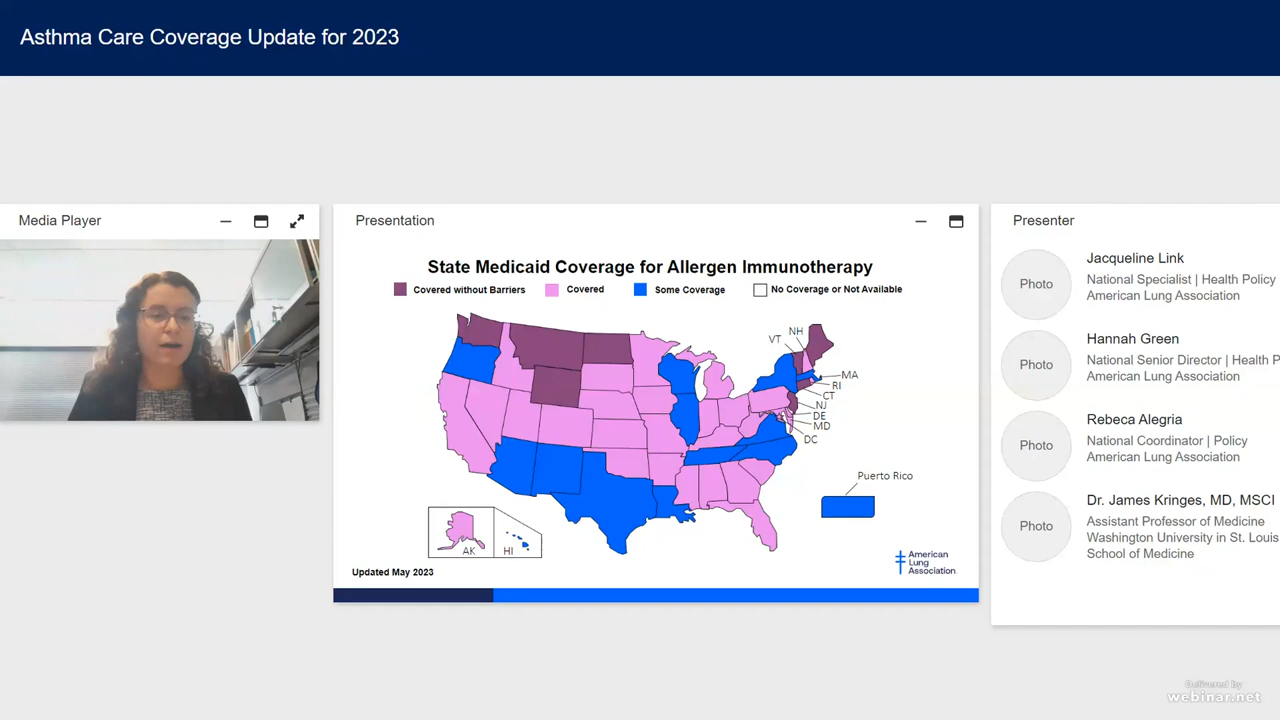 Asthma Care Coverage Update for 2023
Media Player
Presentation
State Medicaid Coverage for Allergen Immunotherapy
Covered without Barriers
Covered
Some Coverage
No Coverage or Not Available
NH
VT
MA
RI
CT
NJ
DE
MD
DC
Puerto Rico
AK
HI
American
Lung
Association.
Updated May 2023
Presenter
Photo
Jacqueline Link
National Specialist | Health Policy
American Lung Association
Photo
Hannah Green
National Senior Director | Health P
American Lung Association
Photo
Rebeca Alegria
National Coordinator | Policy
American Lung Association
Photo
Dr. James Kringes, MD, MSCI
Assistant Professor of Medicine
Washington University in St. Louis
School of Medicine
Delivered by
webinar.net